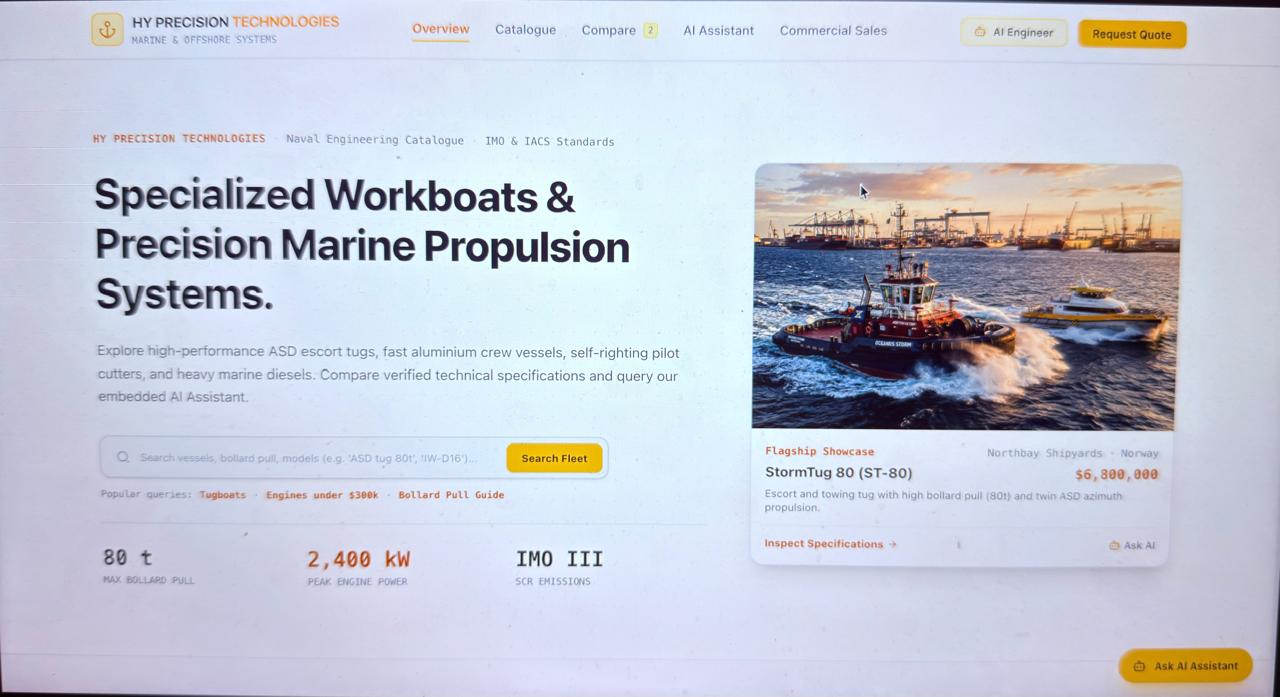 HY PRECISION TECHNOLOGIES
MARINE & OFFSHORE SYSTEMS
Overview
Catalogue
Compare 2
AI Assistant
Commercial Sales
AI Engineer
Request Quote
HY PRECISION TECHNOLOGIES · Naval Engineering Catalogue · IMO & IACS Standards
Specialized Workboats &
Precision Marine Propulsion
Systems.
Explore high-performance ASD escort tugs, fast aluminium crew vessels, self-righting pilot
cutters, and heavy marine diesels. Compare verified technical specifications and query our
embedded AI Assistant.
Search vessels, bollard pull, models (e.g. 'ASD tug 80t', 'IW-D16')...
Search Fleet
Popular queries: Tugboats · Engines under $300k · Bollard Pull Guide
80 t
MAX BOLLARD PULL
2,400 kW
PEAK ENGINE POWER
IMO III
SCR EMISSIONS
OCEANUS STORM
Flagship Showcase
Northbay Shipyards · Norway
StormTug 80 (ST-80)
$6,800,000
Escort and towing tug with high bollard pull (80t) and twin ASD azimuth
propulsion.
Inspect Specifications →
Ask AI
Ask AI Assistant